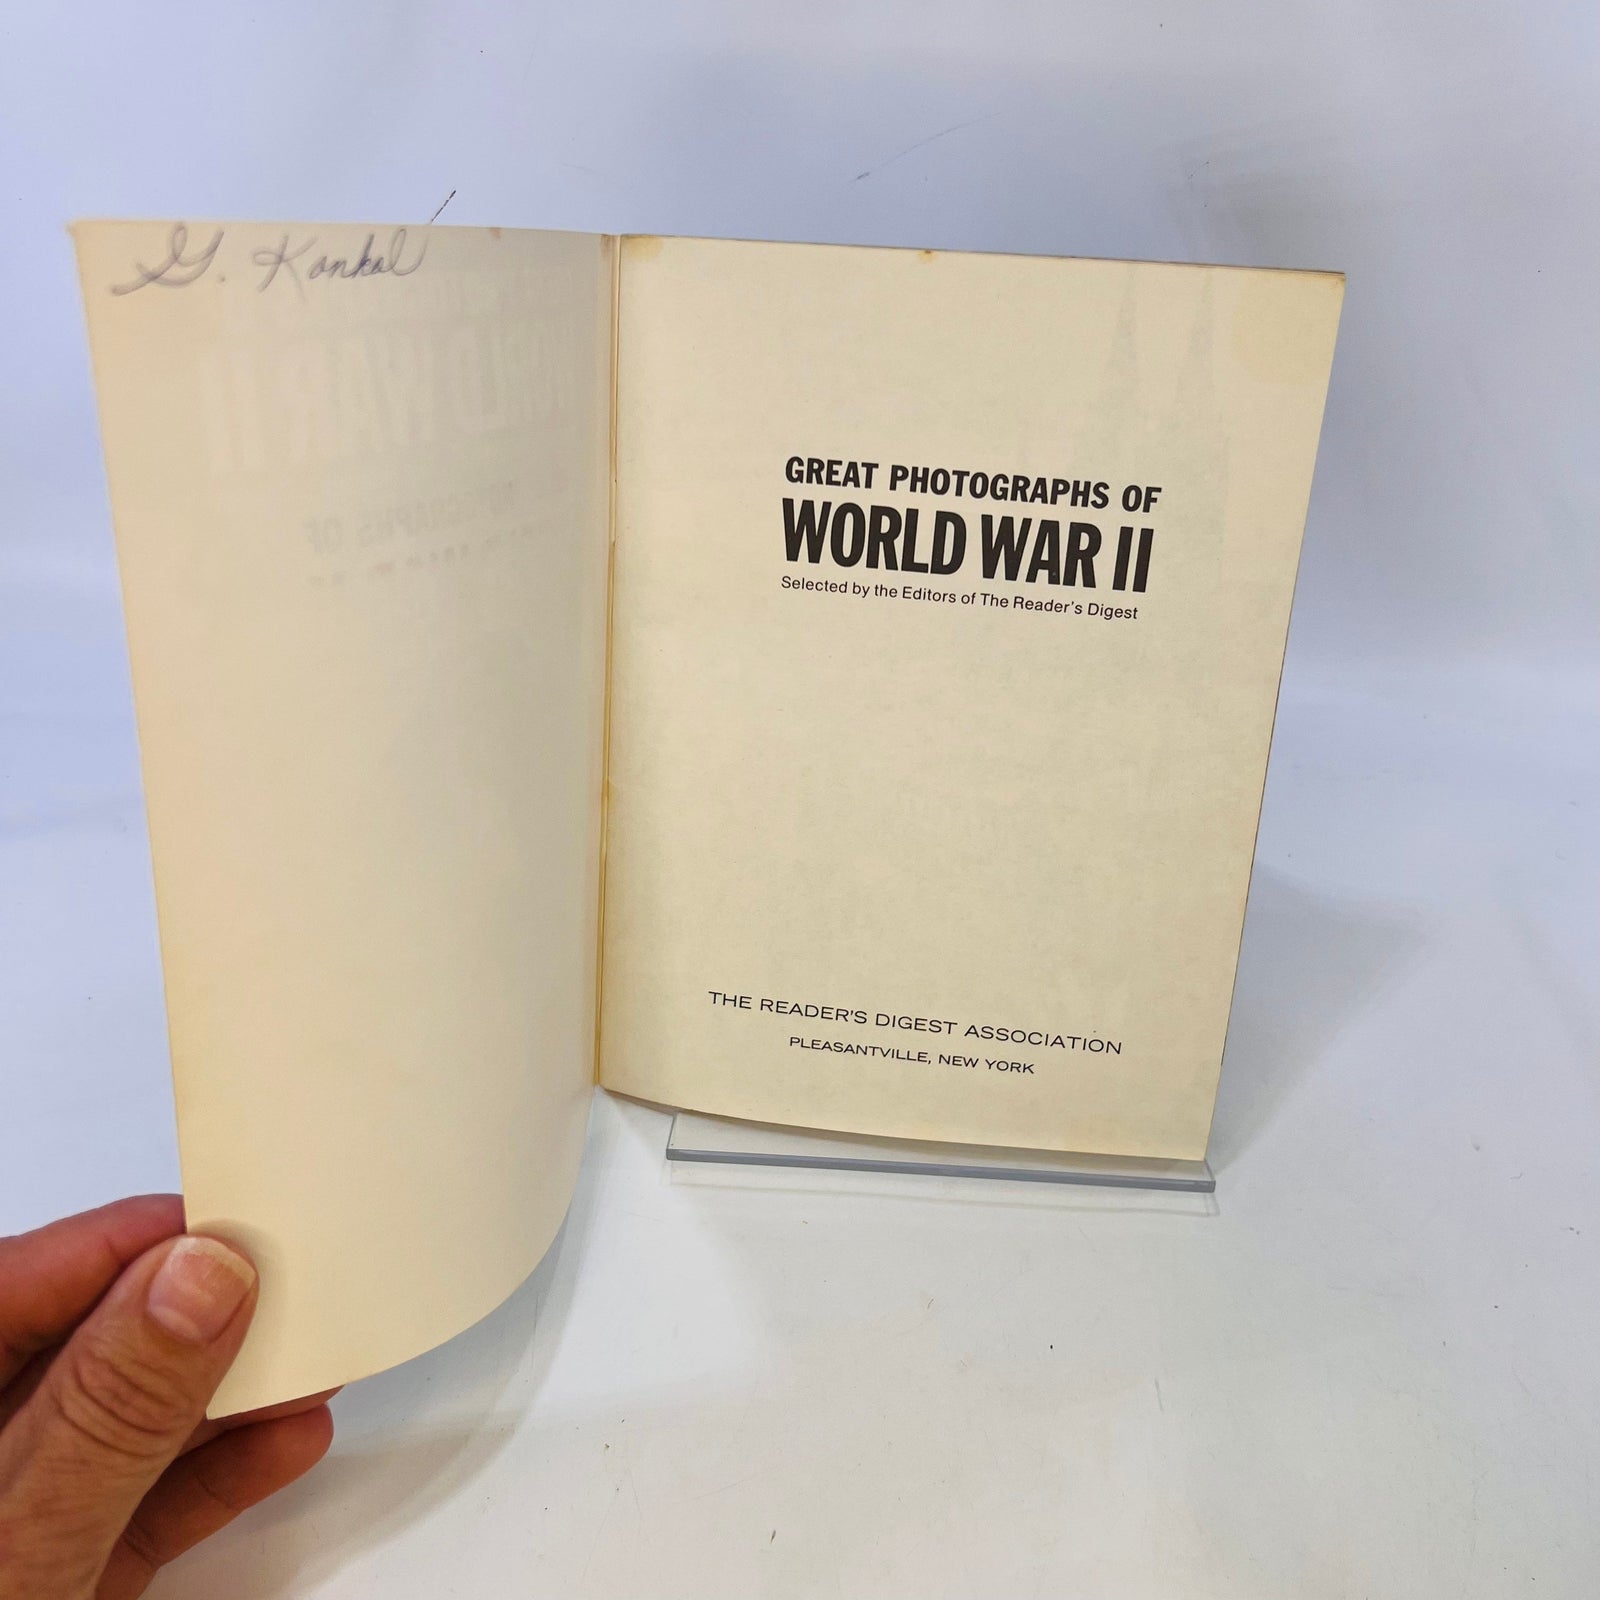 G. Konkol
GREAT PHOTOGRAPHS OF
WORLD WAR II
Selected by the Editors of The Reader's Digest
THE READER'S DIGEST ASSOCIATION
PLEASANTVILLE, NEW YORK